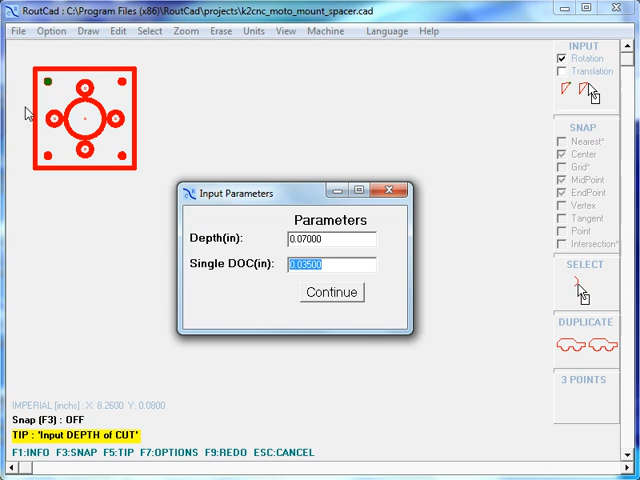 RoutCad : C:\Program Files (x86)\RoutCad\projects\k2cnc_moto_mount_spacer.cad
File Option Draw Edit Select Zoom Erase Units View Machine Language Help
INPUT
Rotation
Translation
SNAP
Nearest*
Center
Grid*
MidPoint
EndPoint
Vertex
Tangent
Point
Intersection*
SELECT
DUPLICATE
3 POINTS
Input Parameters
Parameters
Depth(in): 0.07000
Single DOC(in): 0.03500
Continue
IMPERIAL [inchs] : X: 8.2600 Y: 0.0800
Snap (F3) : OFF
TIP : 'Input DEPTH of CUT'
F1:INFO F3:SNAP F5:TIP F7:OPTIONS F9:REDO ESC:CANCEL